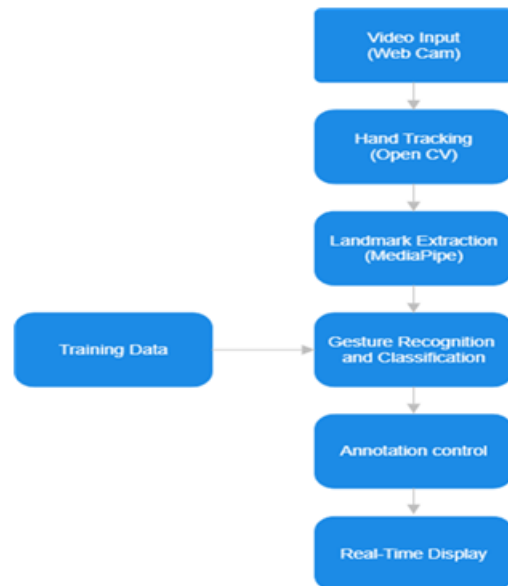 Video Input
(Web Cam)
Hand Tracking
(Open CV)
Landmark Extraction
(MediaPipe)
Training Data
Gesture Recognition
and Classification
Annotation control
Real-Time Display